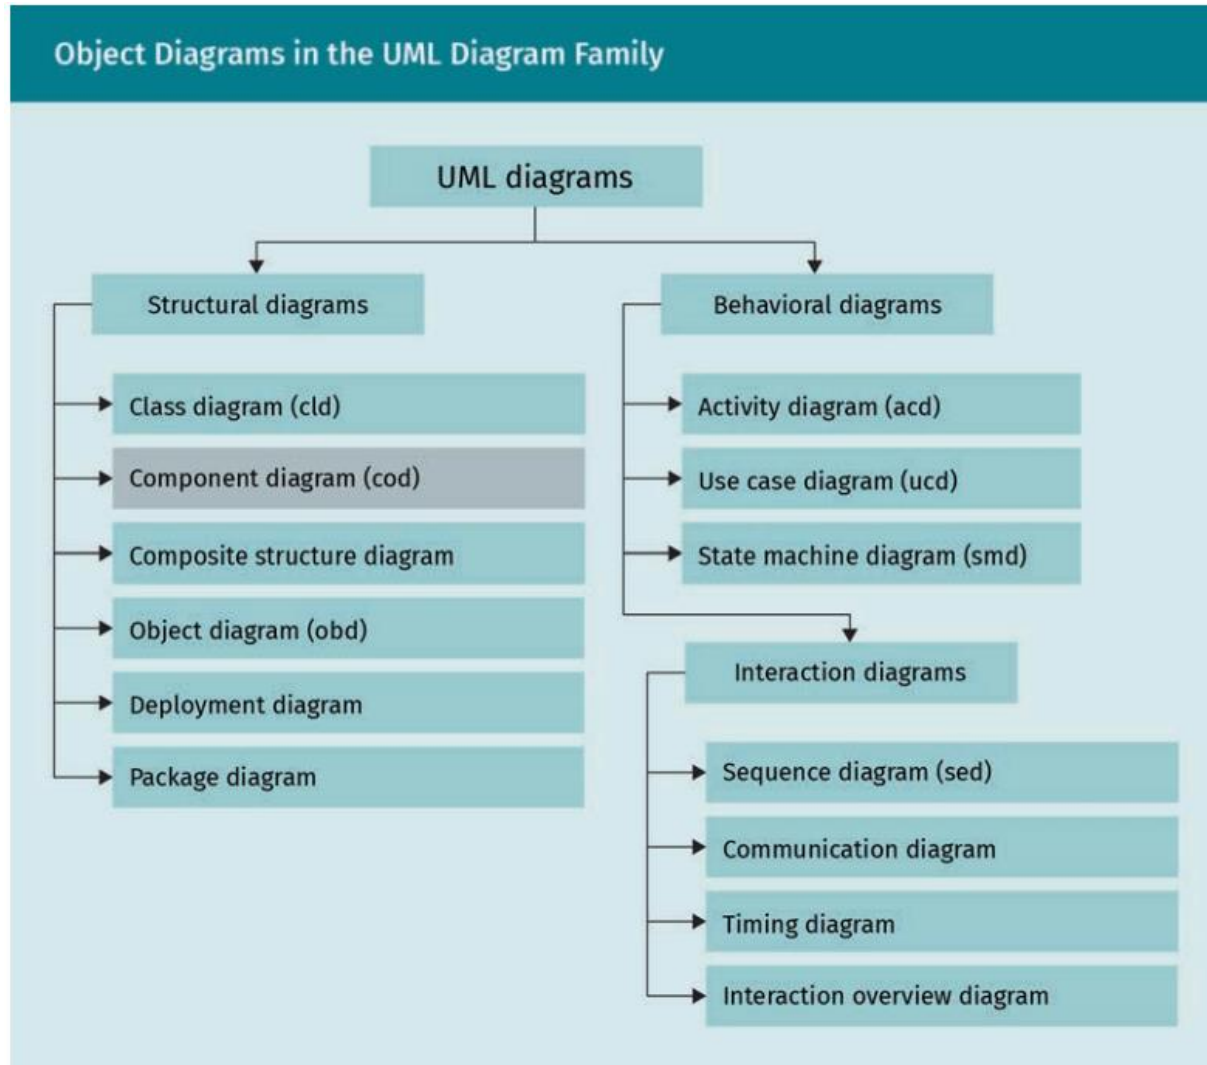 Object Diagrams in the UML Diagram Family
UML diagrams
Structural diagrams
Class diagram (cld)
Component diagram (cod)
Composite structure diagram
Object diagram (obd)
Deployment diagram
Package diagram
Behavioral diagrams
Activity diagram (acd)
Use case diagram (ucd)
State machine diagram (smd)
Interaction diagrams
Sequence diagram (sed)
Communication diagram
Timing diagram
Interaction overview diagram